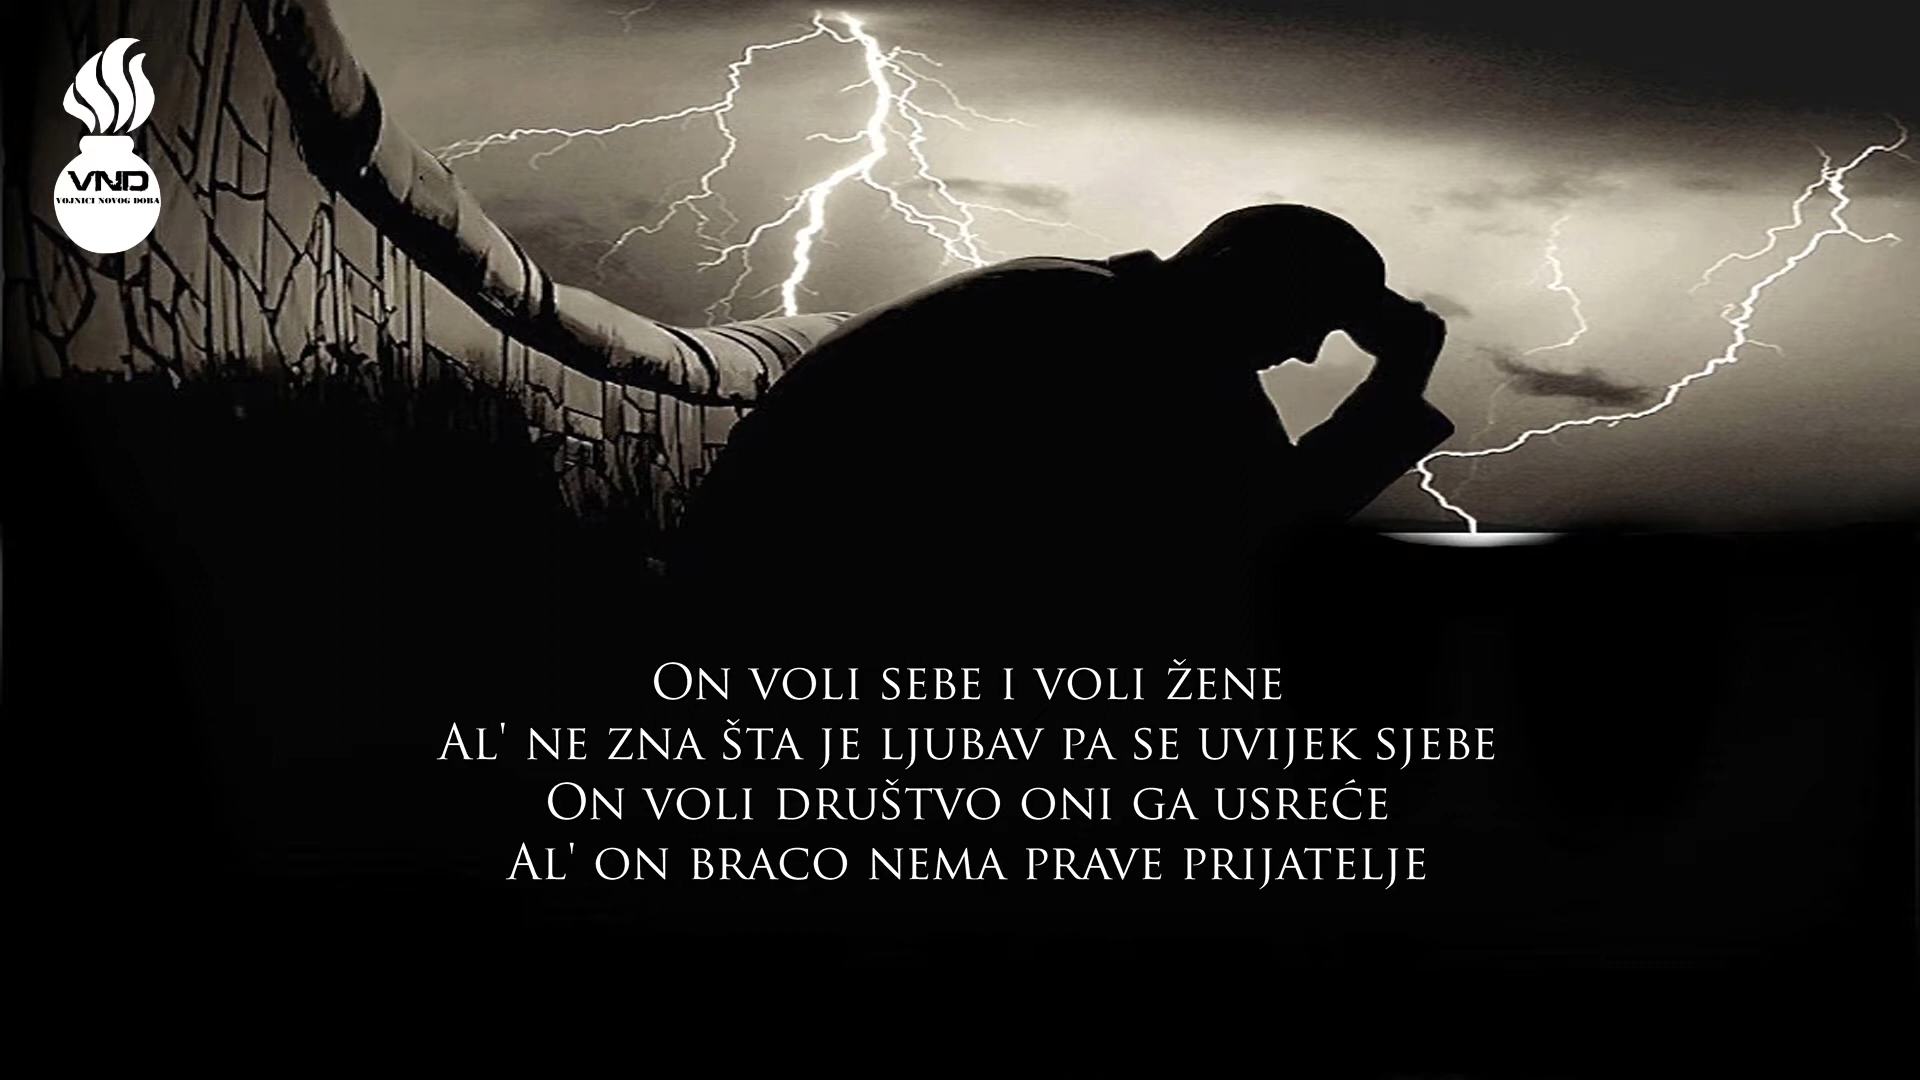 VND
VOJNICI NOVOG DOBA
On voli sebe i voli žene
Al' ne zna šta je ljubav pa se uvijek sjebe
On voli društvo oni ga usreće
Al' on braco nema prave prijatelje